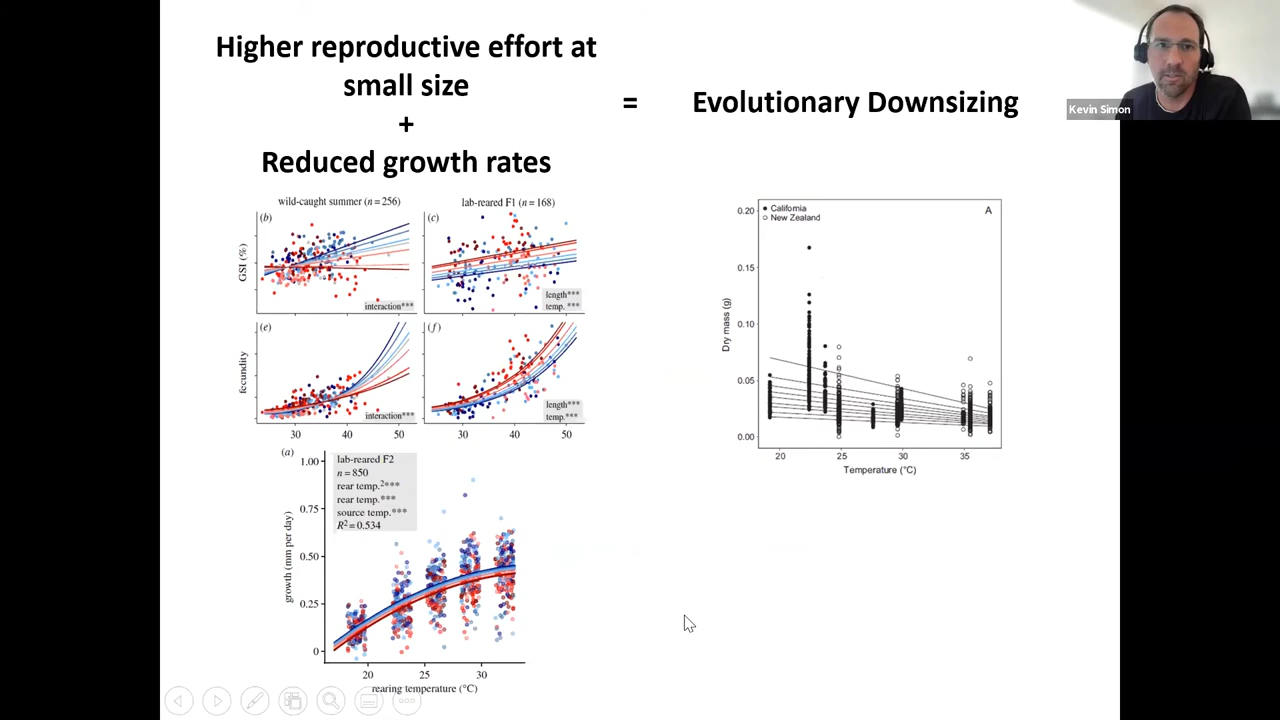 Higher reproductive effort at
small size
+
Reduced growth rates
=
Evolutionary Downsizing
Kevin Simon
wild-caught summer (n = 256)
lab-reared F1 (n = 168)
(b)
(c)
GSI (%)
interaction***
length***
temp. ***
(e)
(f)
fecundity
interaction***
length***
temp.***
30 40 50
30 40 50
(a)
lab-reared F2
n = 850
rear temp.2***
rear temp.***
source temp.***
R2 = 0.534
growth (mm per day)
1.00
0.75
0.50
0.25
0
20 25 30
rearing temperature (°C)
California
New Zealand
A
Dry mass (g)
0.20
0.15
0.10
0.05
0.00
20 25 30 35
Temperature (°C)